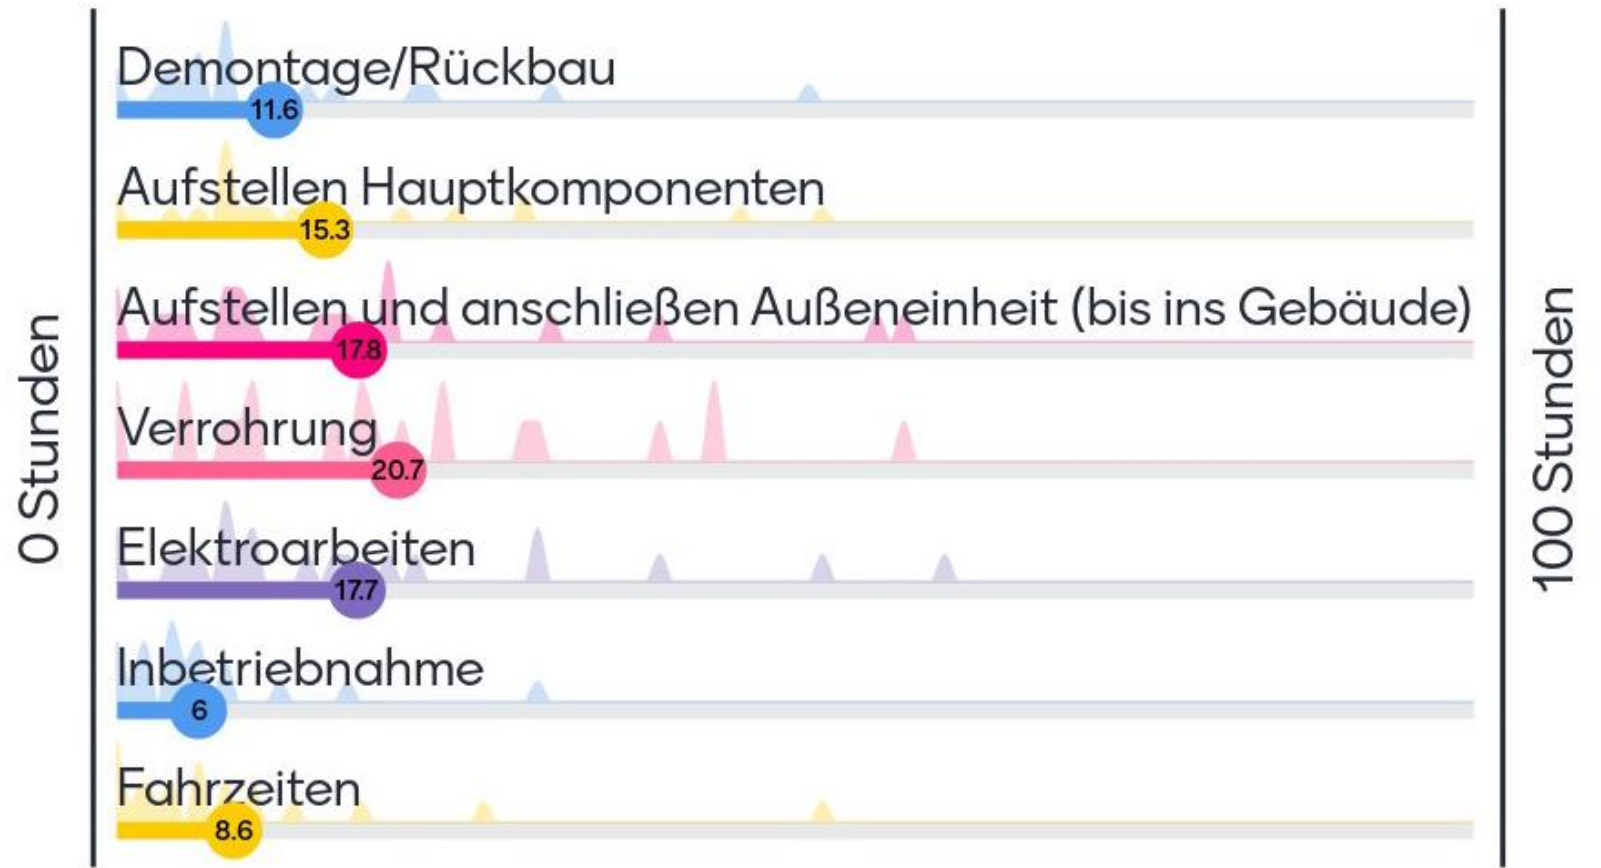 0 Stunden
Demontage/Rückbau
11.6
Aufstellen Hauptkomponenten
15.3
Aufstellen und anschließen Außeneinheit (bis ins Gebäude)
17.8
Verrohrung
20.7
Elektroarbeiten
17.7
Inbetriebnahme
6
Fahrzeiten
8.6
100 Stunden